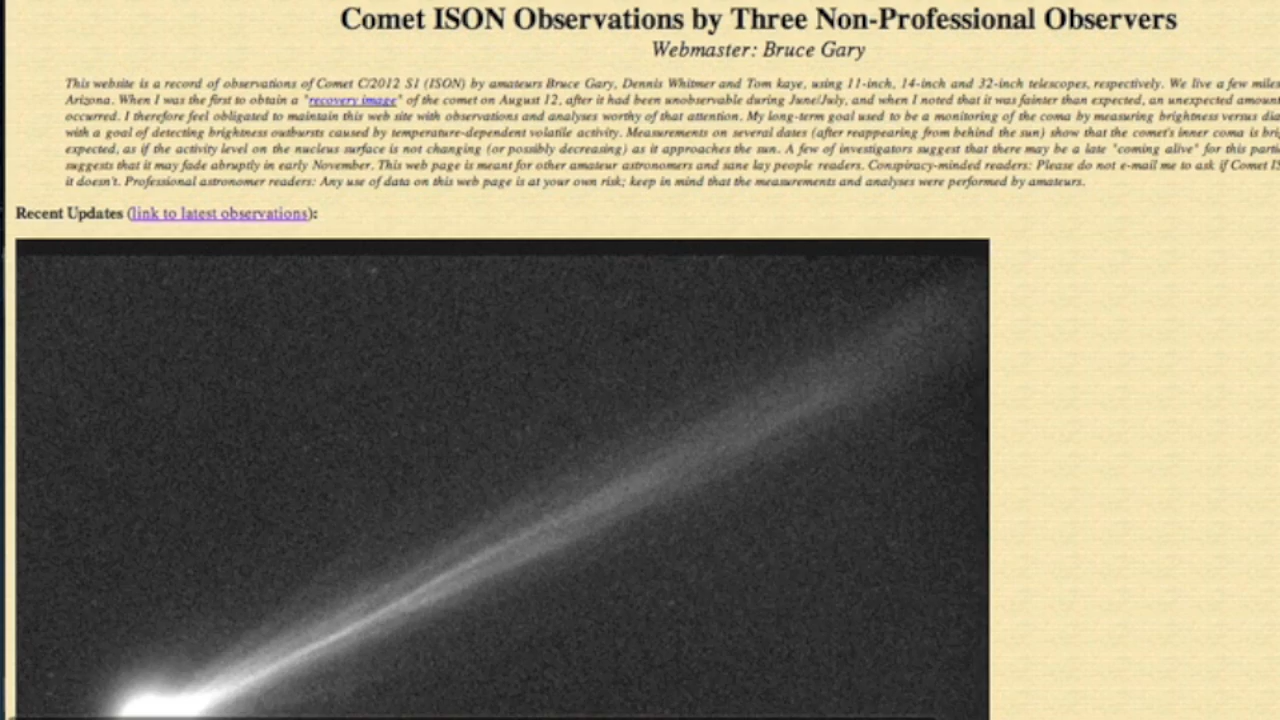 Comet ISON Observations by Three Non-Professional Observers
Webmaster: Bruce Gary
This website is a record of observations of Comet C/2012 S1 (ISON) by amateurs Bruce Gary, Dennis Whitmer and Tom kaye, using 11-inch, 14-inch and 32-inch telescopes, respectively. We live a few miles
Arizona. When I was the first to obtain a "recovery image" of the comet on August 12, after it had been unobservable during June/July, and when I noted that it was fainter than expected, an unexpected amount
occurred. I therefore feel obligated to maintain this web site with observations and analyses worthy of that attention. My long-term goal used to be a monitoring of the coma by measuring brightness versus dia
with a goal of detecting brightness outbursts caused by temperature-dependent volatile activity. Measurements on several dates (after reappearing from behind the sun) show that the comet's inner coma is bri
expected, as if the activity level on the nucleus surface is not changing (or possibly decreasing) as it approaches the sun. A few of investigators suggest that there may be a late "coming alive" for this parti
suggests that it may fade abruptly in early November. This web page is meant for other amateur astronomers and sane lay people readers. Conspiracy-minded readers: Please do not e-mail me to ask if Comet IS
it doesn't. Professional astronomer readers: Any use of data on this web page is at your own risk; keep in mind that the measurements and analyses were performed by amateurs.
Recent Updates (link to latest observations):